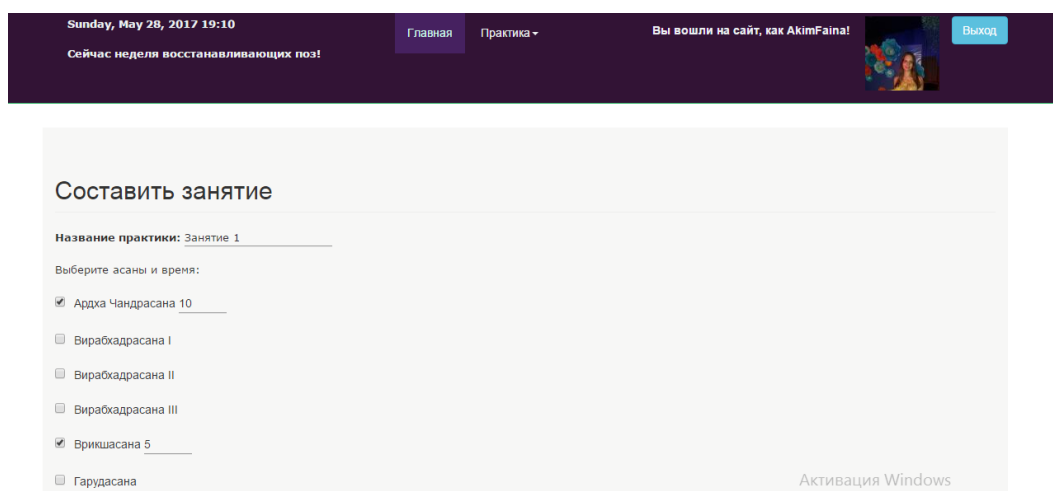 Sunday, May 28, 2017 19:10
Сейчас неделя восстанавливающих поз!
Главная
Практика
Вы вошли на сайт, как AkimFaina!
Выход
Составить занятие
Название практики: Занятие 1
Выберите асаны и время:
Ардха Чандрасана 10
Вирабхадрасана I
Вирабхадрасана II
Вирабхадрасана III
Врикшасана 5
Гарудасана
Активация Windows